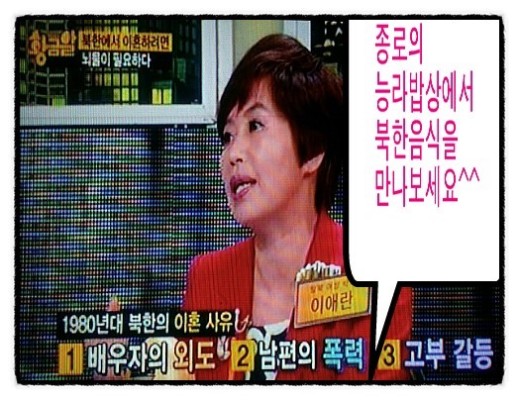 황금알
북한에서 이혼하려면
뇌물이 필요하다
종로의
능라밥상에서
북한음식을
만나보세요^^
이애란
1980년대 북한의 이혼 사유
1 배우자의 외도 2 남편의 폭력 3 고부 갈등